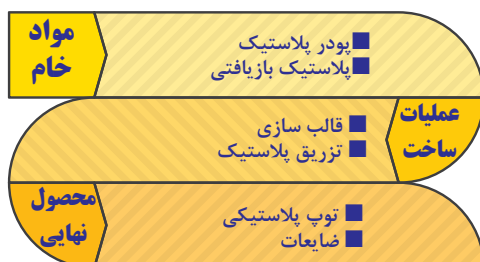 مواد
خام
پودر پلاستیک
پلاستیک بازیافتی
عملیات
ساخت
قالب سازی
تزریق پلاستیک
محصول
نهایی
توپ پلاستیکی
ضایعات